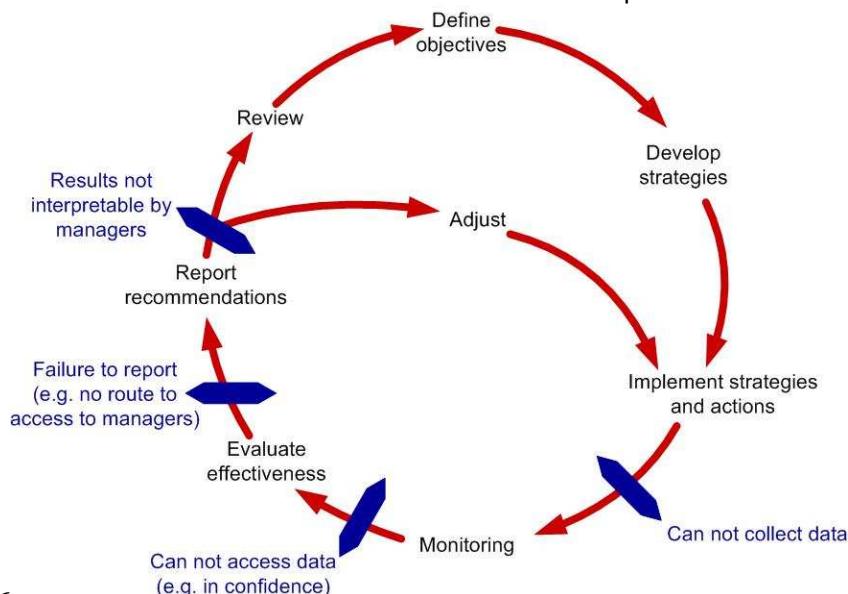 Define
objectives
Review
Develop
strategies
Results not
interpretable by
managers
Adjust
Report
recommendations
Failure to report
(e.g. no route to
access to managers)
Implement strategies
and actions
Evaluate
effectiveness
Can not collect data
Monitoring
Can not access data
(e.g. in confidence)